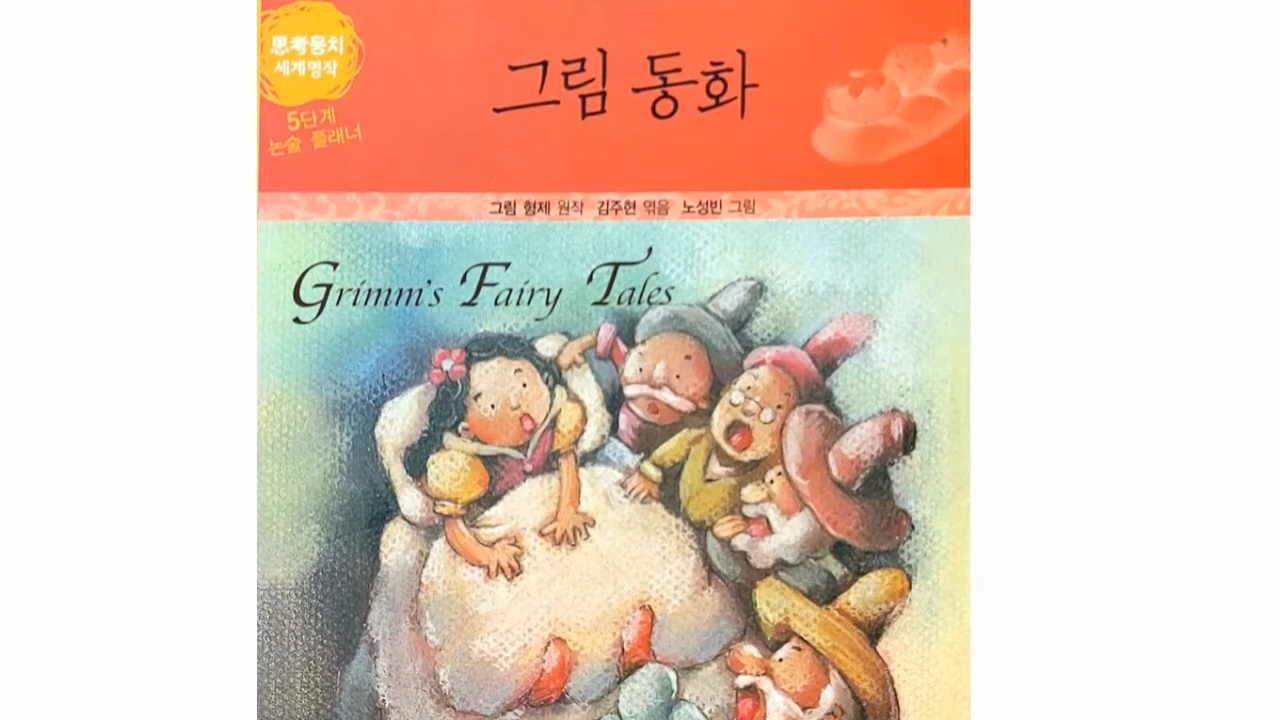 思考뭉치
세계명작
5단계
논술 플래너
그림 동화
그림 형제 원작 김주현 엮음 노성빈 그림
Grimm's Fairy Tales